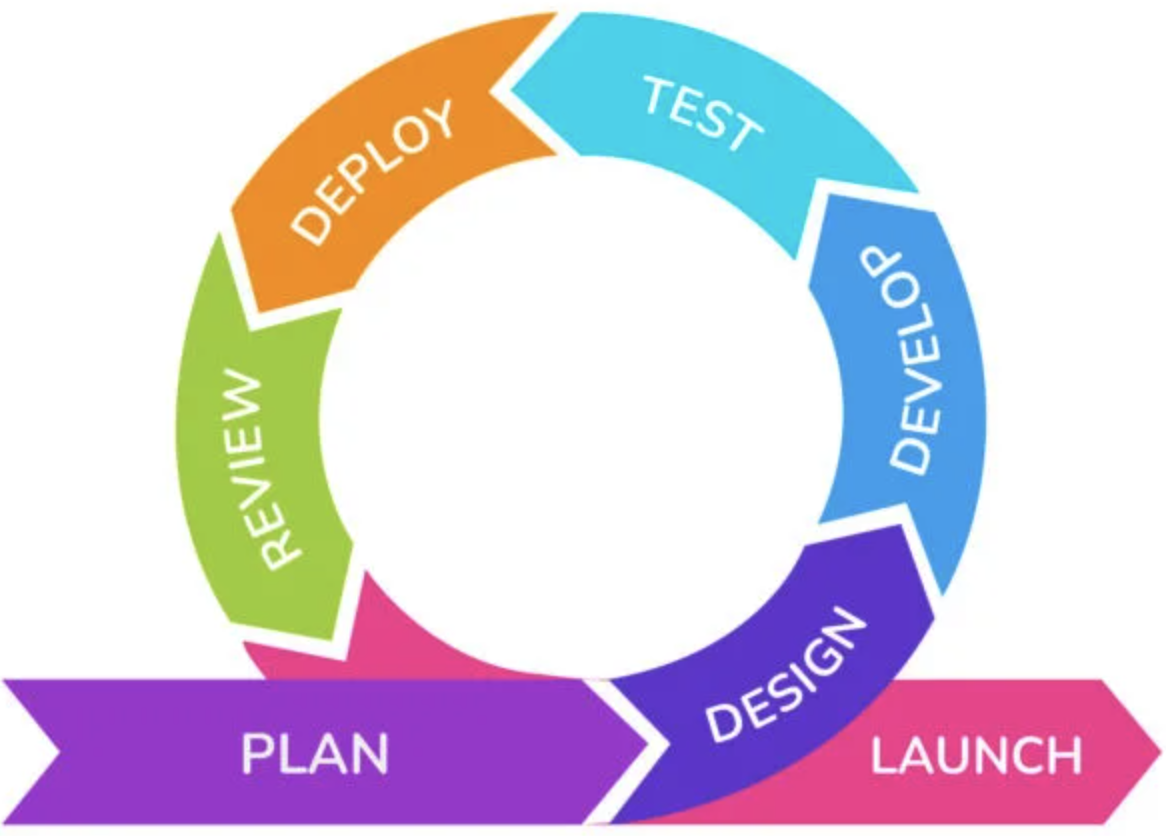 PLAN
DESIGN
DEVELOP
TEST
DEPLOY
REVIEW
LAUNCH